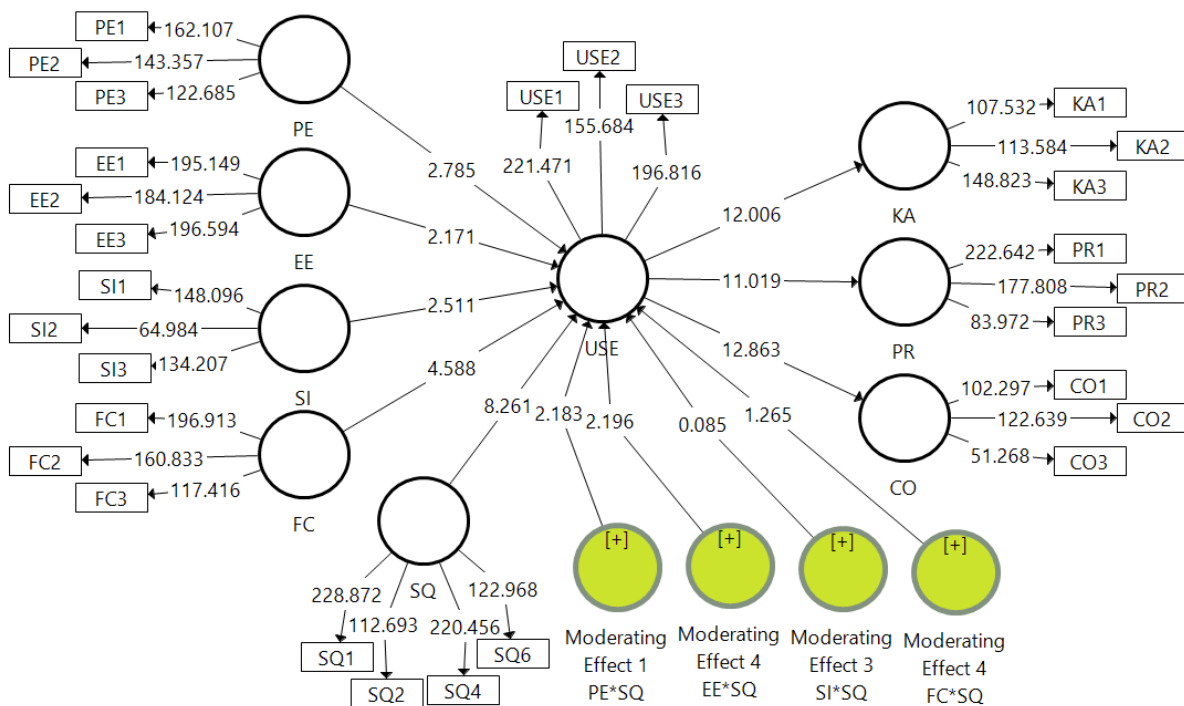 PE1
162.107
PE2
143.357
PE3
122.685
PE
EE1
195.149
EE2
184.124
EE3
196.594
EE
SI1
148.096
SI2
64.984
SI3
134.207
SI
FC1
196.913
FC2
160.833
FC3
117.416
FC
2.785
2.171
2.511
4.588
8.261
2.183
2.196
0.085
1.265
USE1
USE2
USE3
221.471
155.684
196.816
USE
12.006
11.019
12.863
107.532
KA1
113.584
KA2
148.823
KA3
KA
222.642
PR1
177.808
PR2
83.972
PR3
PR
102.297
CO1
122.639
CO2
51.268
CO3
CO
SQ
228.872
112.693
220.456
122.968
SQ1
SQ2
SQ4
SQ6
[+]
Moderating
Effect 1
PE*SQ
[+]
Moderating
Effect 4
EE*SQ
[+]
Moderating
Effect 3
SI*SQ
[+]
Moderating
Effect 4
FC*SQ